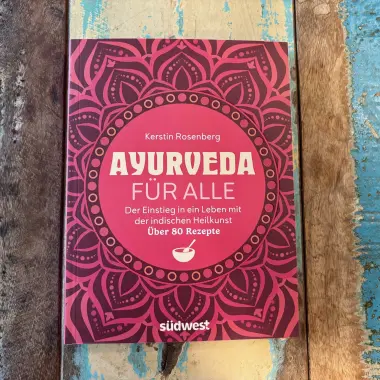 Kerstin Rosenberg
AYURVEDA
FÜR ALLE
Der Einstieg in ein Leben mit
der indischen Heilkunst
Über 80 Rezepte
südwest